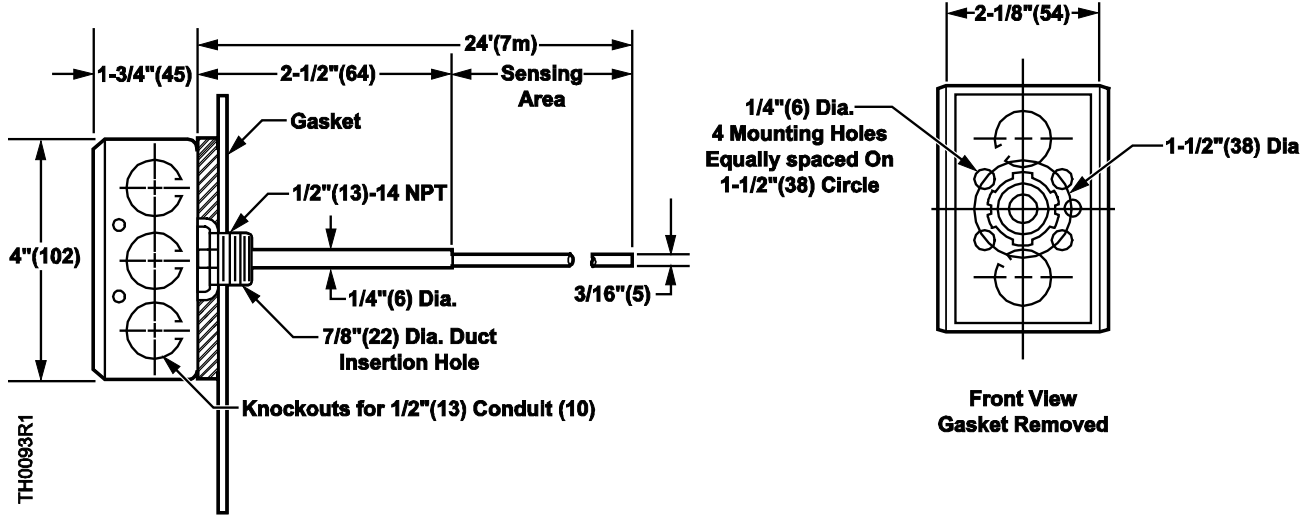 24'(7m)
1-3/4"(45)
2-1/2"(64)
Sensing
Area
Gasket
1/2"(13)-14 NPT
4"(102)
1/4"(6) Dia.
3/16"(5)
7/8"(22) Dia. Duct
Insertion Hole
Knockouts for 1/2"(13) Conduit (10)
TH0093R1
2-1/8"(54)
1/4"(6) Dia.
4 Mounting Holes
Equally spaced On
1-1/2"(38) Circle
1-1/2"(38) Dia
Front View
Gasket Removed